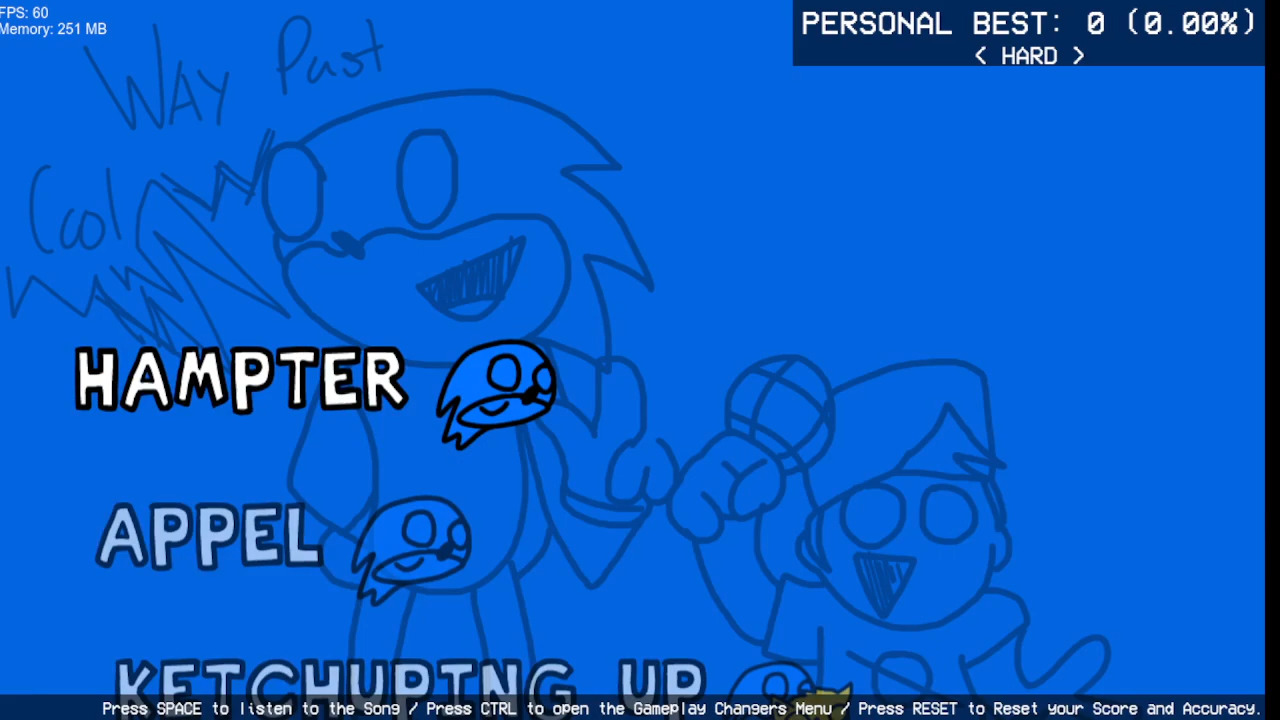 FPS: 60
Memory: 251 MB
PERSONAL BEST: 0 (0.00%)
< HARD >
Way Past
Cool
HAMPTER
APPEL
KETCHUPING UP
Press SPACE to listen to the Song / Press CTRL to open the Gameplay Changers Menu / Press RESET to Reset your Score and Accuracy.